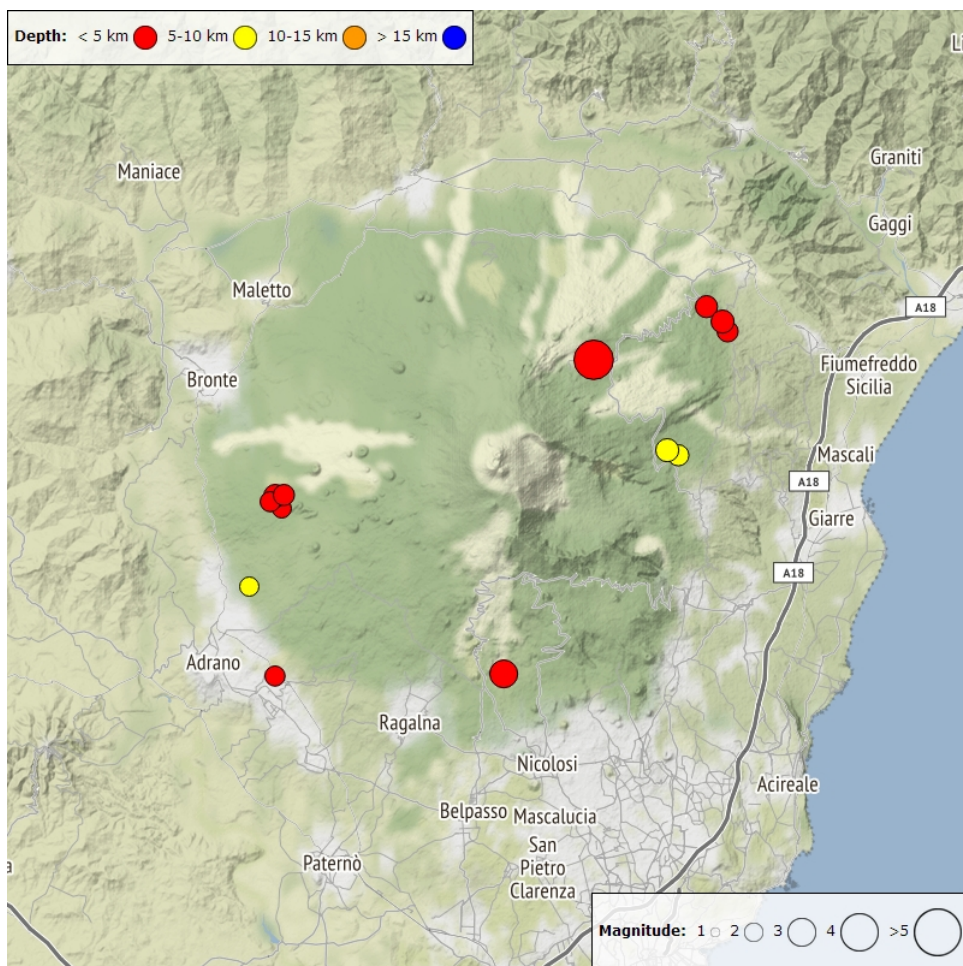 Depth: < 5 km 5-10 km 10-15 km > 15 km
Maniace
Graniti
Gaggi
Maletto
A18
Bronte
Fiumefreddo
Sicilia
Mascali
A18
Giarre
A18
Adrano
Ragalna
Nicolosi
Acireale
Belpasso
Mascalucia
San
Pietro
Clarenza
Paternò
Magnitude: 1 2 3 4 >5